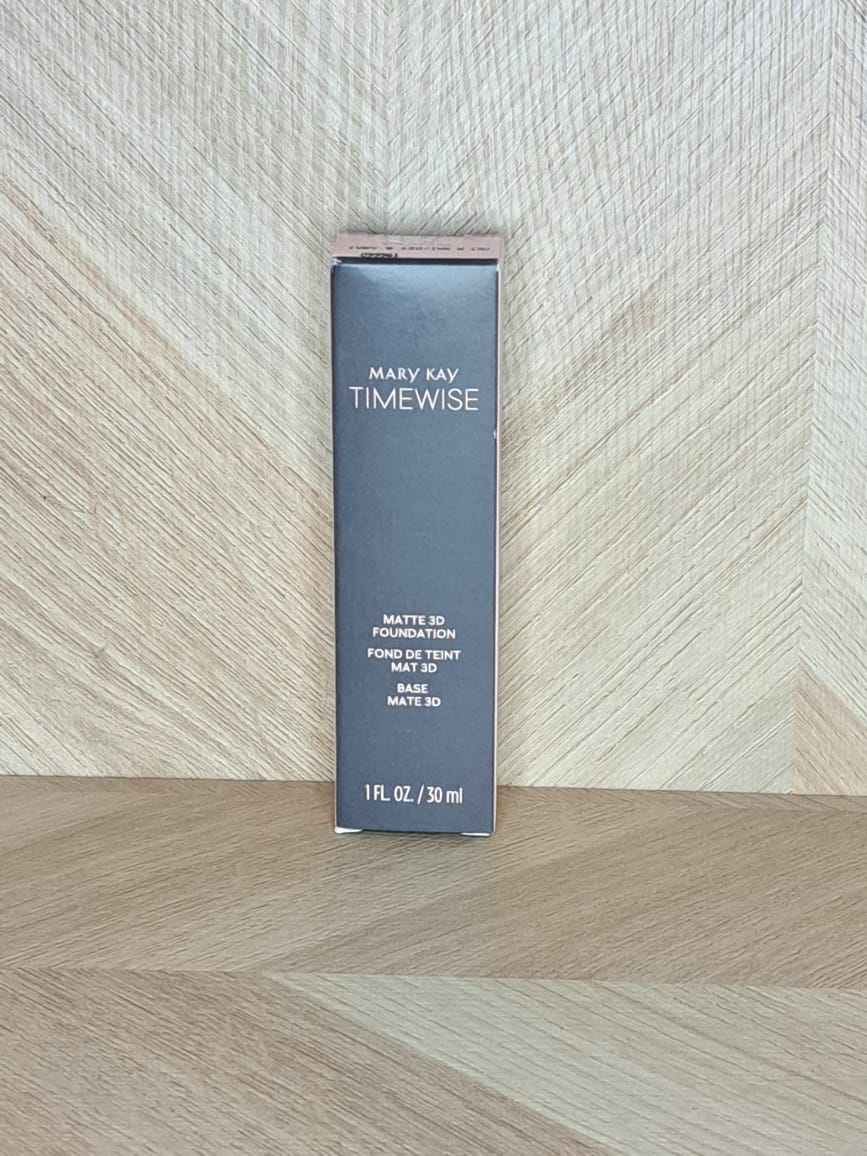 MARY KAY
TIMEWISE
MATTE 3D
FOUNDATION
FOND DE TEINT
MAT 3D
BASE
MATE 3D
1 FL. OZ. / 30 ml